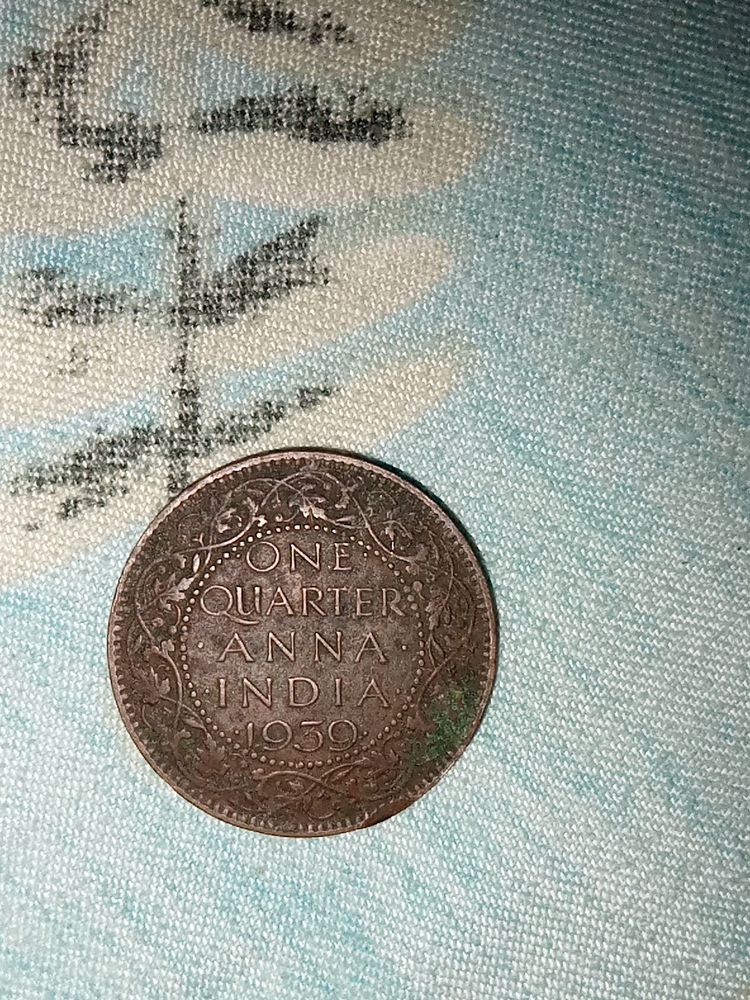 ONE
QUARTER
· ANNA ·
· INDIA ·
· 1939 ·